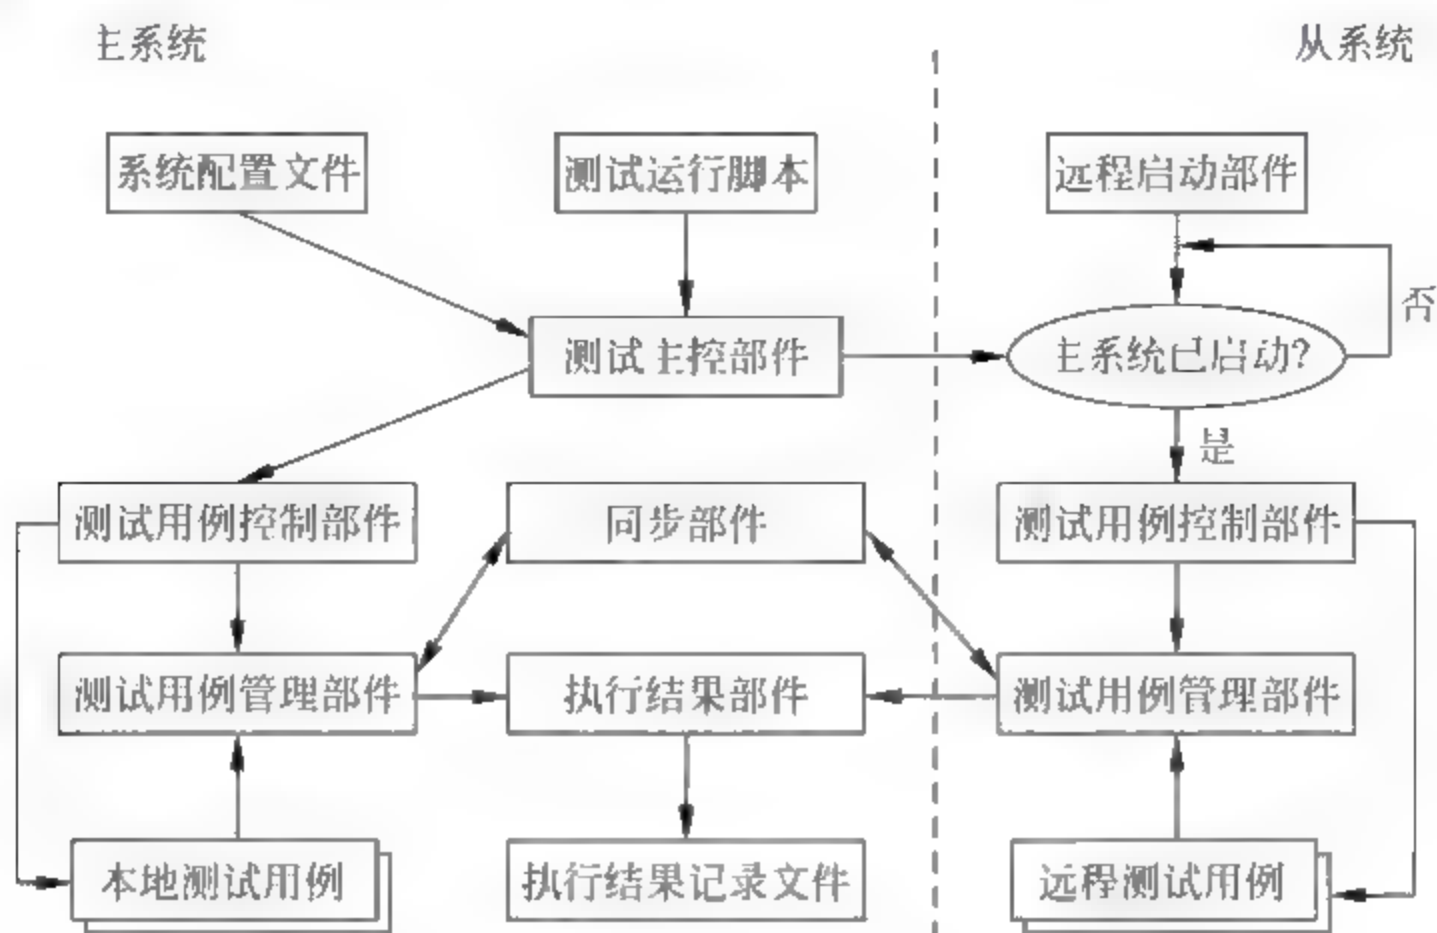 主系统
从系统
系统配置文件
测试运行脚本
远程启动部件
测试主控部件
主系统已启动?
否
是
测试用例控制部件
同步部件
测试用例控制部件
测试用例管理部件
执行结果部件
测试用例管理部件
本地测试用例
执行结果记录文件
远程测试用例